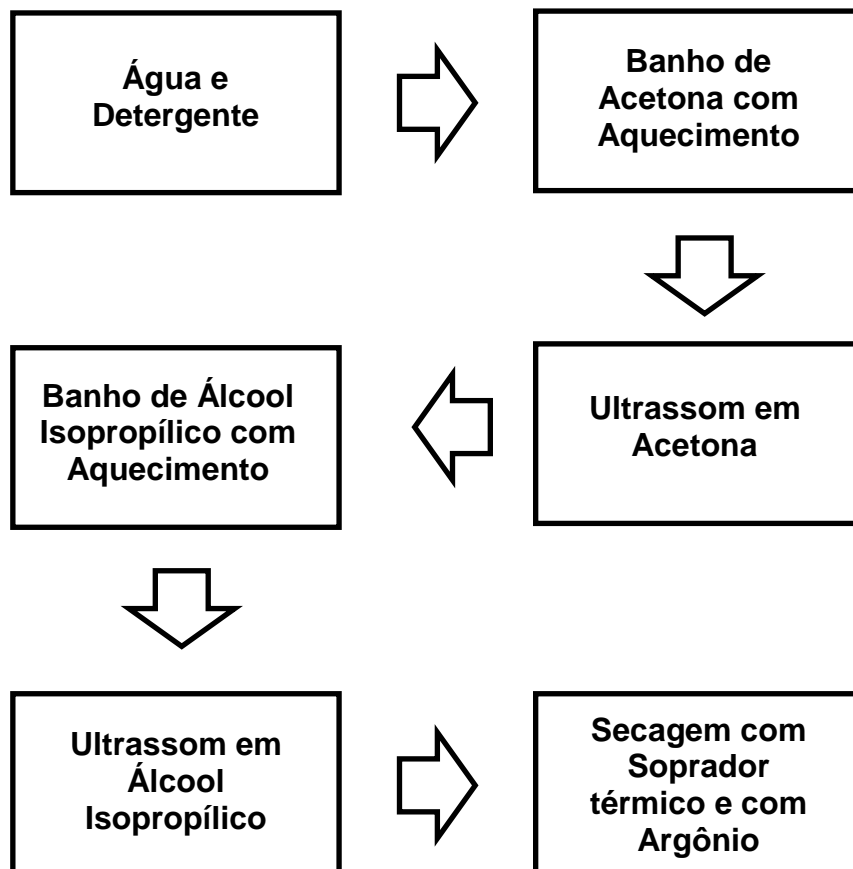 Água e
Detergente
Banho de
Acetona com
Aquecimento
Ultrassom em
Acetona
Banho de Álcool
Isopropílico com
Aquecimento
Ultrassom em
Álcool
Isopropílico
Secagem com
Soprador
térmico e com
Argônio